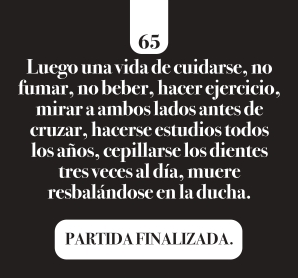 65
Luego una vida de cuidarse, no
fumar, no beber, hacer ejercicio,
mirar a ambos lados antes de
cruzar, hacerse estudios todos
los años, cepillarse los dientes
tres veces al día, muere
resbalándose en la ducha.
PARTIDA FINALIZADA.